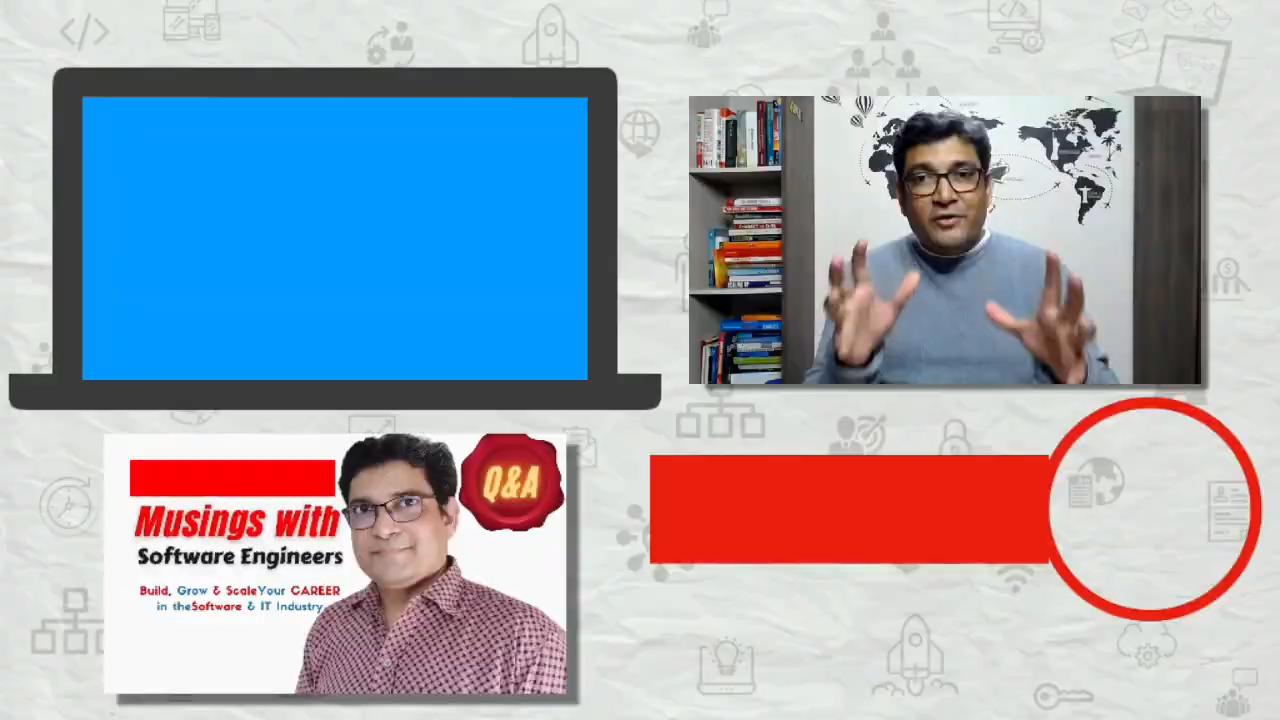 Q&A
Musings with
Software Engineers
Build, Grow & ScaleYour CAREER
in theSoftware & IT Industry